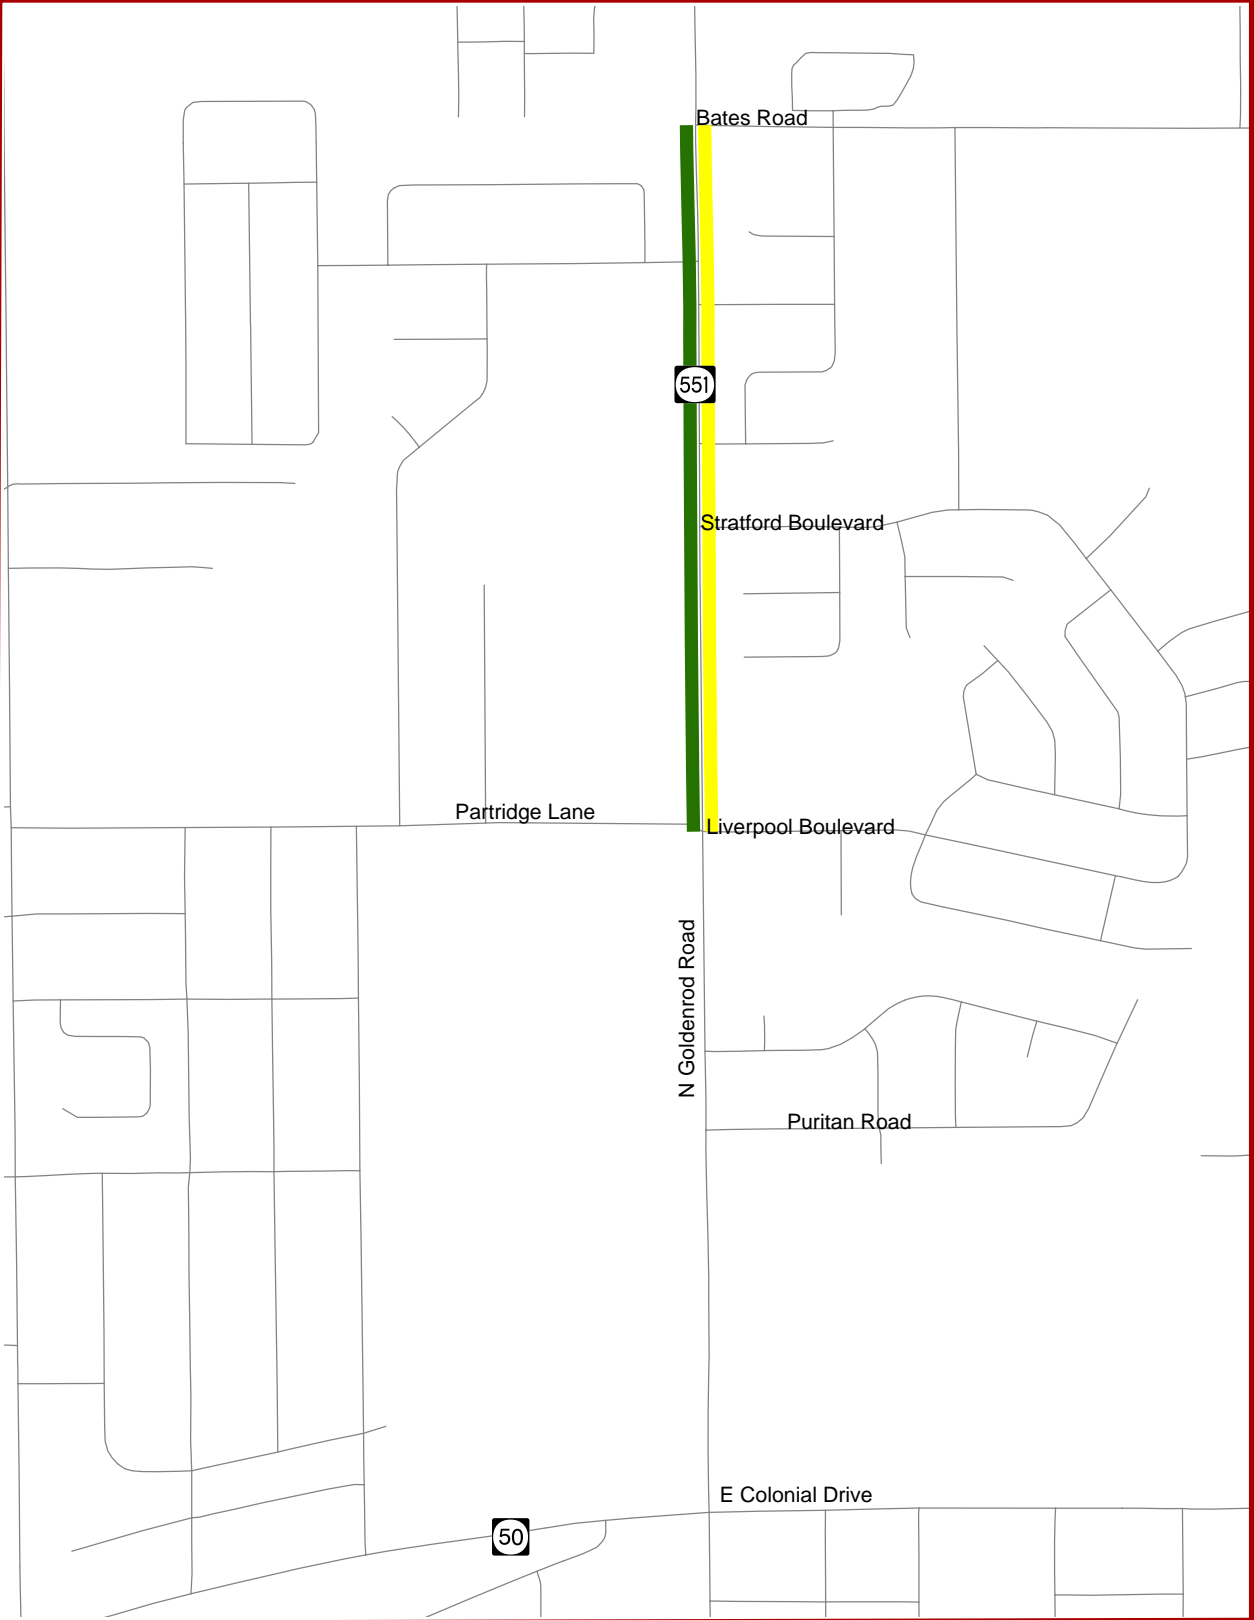 Bates Road
551
Stratford Boulevard
Partridge Lane
Liverpool Boulevard
N Goldenrod Road
Puritan Road
E Colonial Drive
50